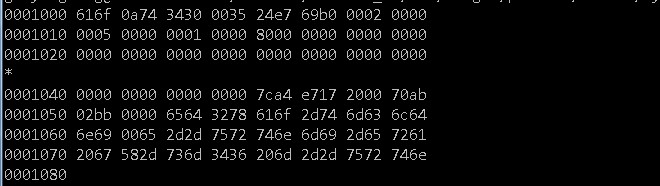 0001000 616f 0a74 3430 0035 24e7 69b0 0002 0000
0001010 0005 0000 0001 0000 8000 0000 0000 0000
0001020 0000 0000 0000 0000 0000 0000 0000 0000
*
0001040 0000 0000 0000 0000 7ca4 e717 2000 70ab
0001050 02bb 0000 6564 3278 616f 2d74 6d63 6c64
0001060 6e69 0065 2d2d 7572 746e 6d69 2d65 7261
0001070 2067 582d 736d 3436 206d 2d2d 7572 746e
0001080